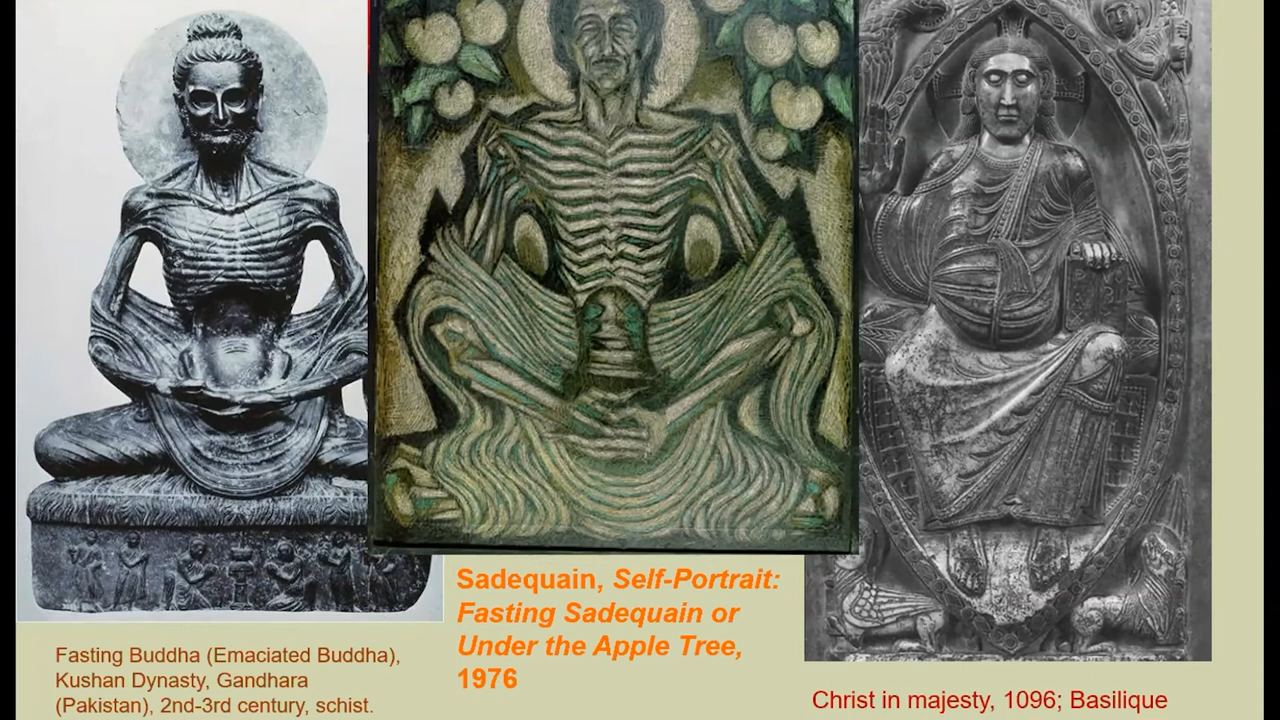 Fasting Buddha (Emaciated Buddha),
Kushan Dynasty, Gandhara
(Pakistan), 2nd-3rd century, schist.
Sadequain, Self-Portrait:
Fasting Sadequain or
Under the Apple Tree,
1976
Christ in majesty, 1096; Basilique